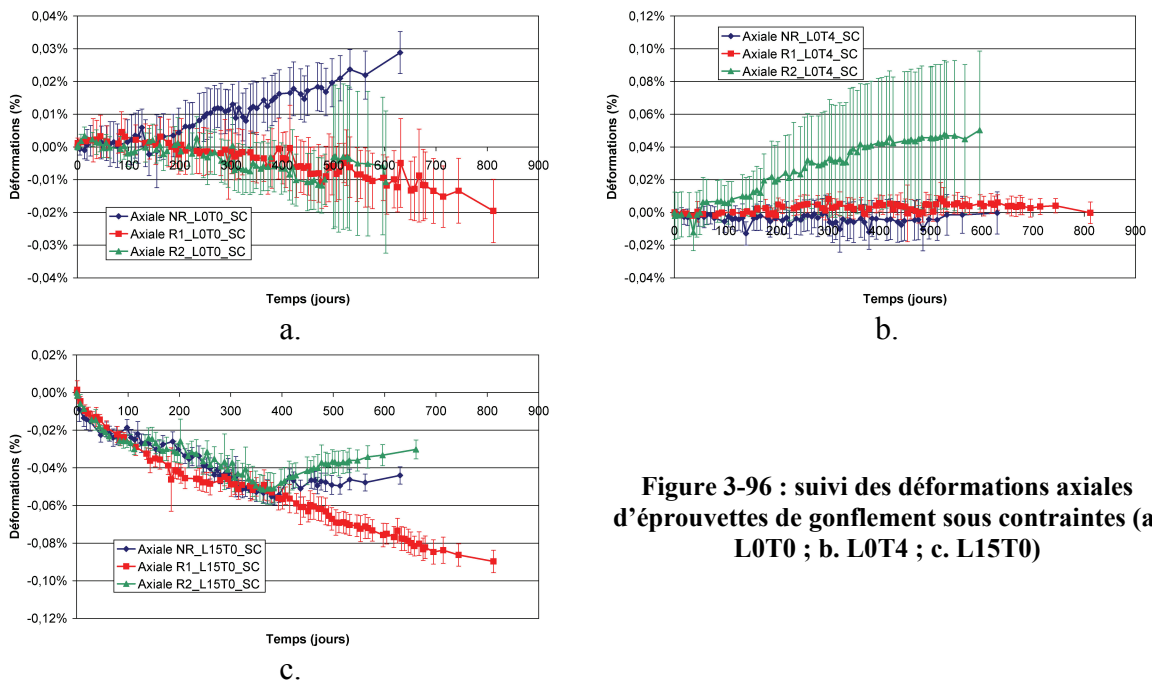 0,04%
0,03%
0,02%
0,01%
0,00%
-0,01%
-0,02%
-0,03%
-0,04%
0 100 200 300 400 500 600 700 800 900
Déformations (%)
Temps (jours)
Axiale NR_L0T0_SC
Axiale R1_L0T0_SC
Axiale R2_L0T0_SC
a.
0,12%
0,10%
0,08%
0,06%
0,04%
0,02%
0,00%
-0,02%
-0,04%
0 100 200 300 400 500 600 700 800 900
Déformations (%)
Temps (jours)
Axiale NR_L0T4_SC
Axiale R1_L0T4_SC
Axiale R2_L0T4_SC
b.
0,02%
0,00%
-0,02%
-0,04%
-0,06%
-0,08%
-0,10%
-0,12%
0 100 200 300 400 500 600 700 800 900
Déformations (%)
Temps (jours)
Axiale NR_L15T0_SC
Axiale R1_L15T0_SC
Axiale R2_L15T0_SC
c.
Figure 3-96 : suivi des déformations axiales
d'éprouvettes de gonflement sous contraintes (a
L0T0 ; b. L0T4 ; c. L15T0)